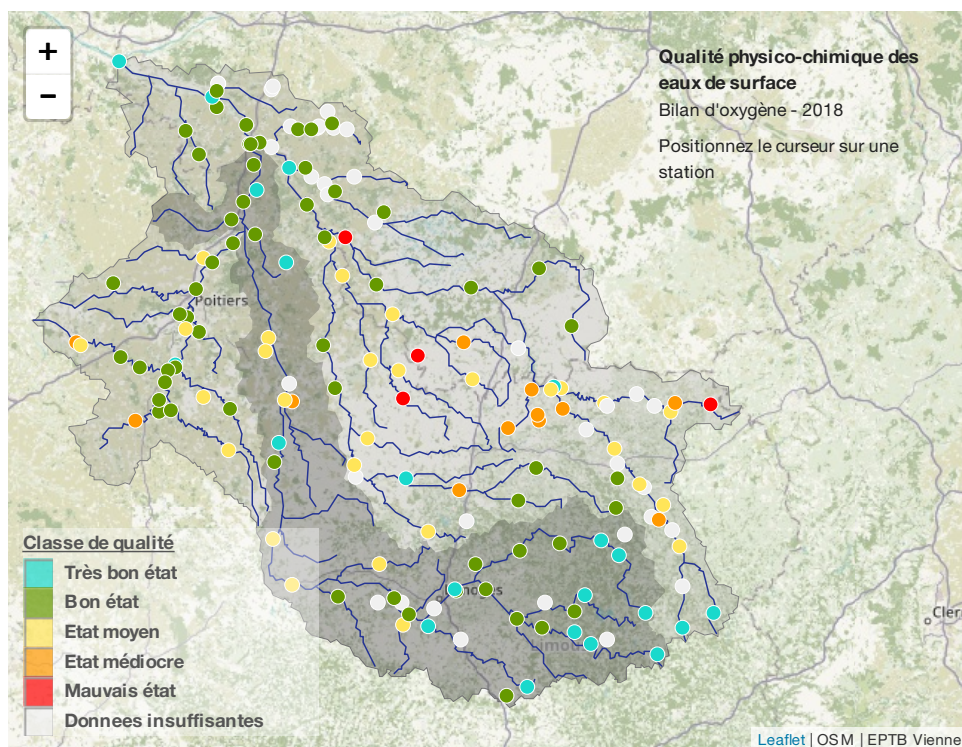 +
−
Qualité physico-chimique des
eaux de surface
Bilan d'oxygène - 2018
Positionnez le curseur sur une
station
Poitiers
Classe de qualité
Très bon état
Bon état
Etat moyen
Etat médiocre
Mauvais état
Donnees insuffisantes
Leaflet | OSM | EPTB Vienne